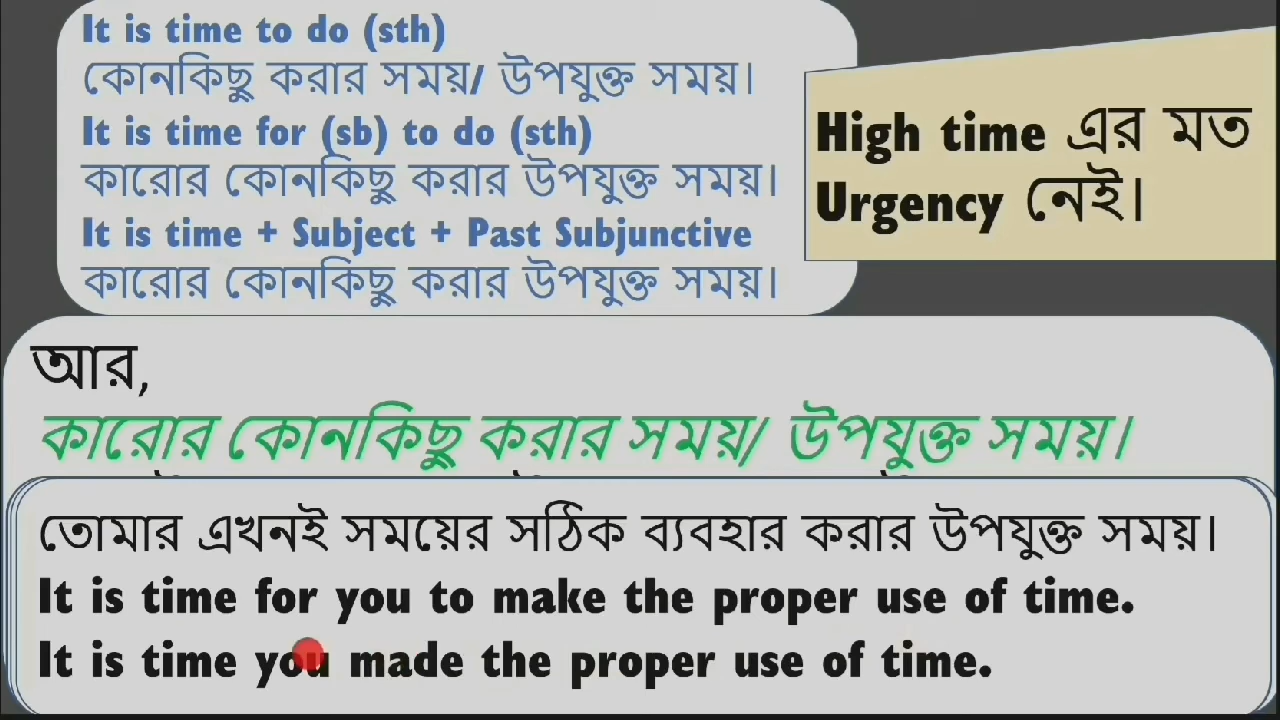 It is time to do (sth)
কোনকিছু করার সময়/ উপযুক্ত সময়।
It is time for (sb) to do (sth)
কারোর কোনকিছু করার উপযুক্ত সময়।
It is time + Subject + Past Subjunctive
কারোর কোনকিছু করার উপযুক্ত সময়।
High time এর মত
Urgency নেই।
আর,
কারোর কোনকিছু করার সময়/ উপযুক্ত সময়।
তোমার এখনই সময়ের সঠিক ব্যবহার করার উপযুক্ত সময়।
It is time for you to make the proper use of time.
It is time you made the proper use of time.